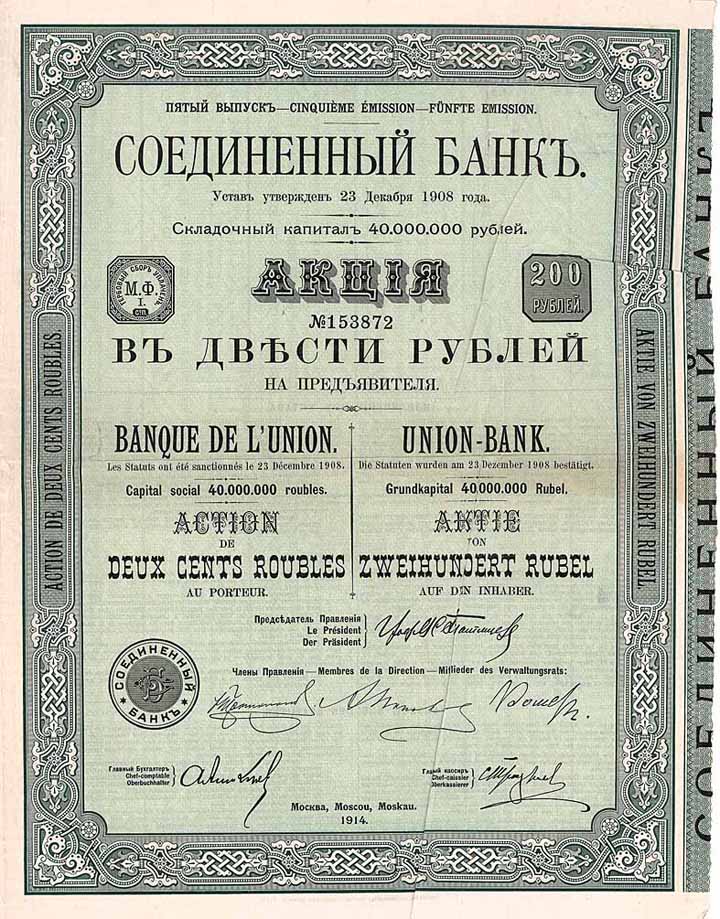 ПЯТЫЙ ВЫПУСКЪ—CINQUIÈME ÉMISSION—FÜNFTE EMISSION.
СОЕДИНЕННЫЙ БАНКЪ.
Уставъ утвержденъ 23 Декабря 1908 года.
Складочный капиталъ 40.000.000 рублей.
АКЦІЯ
ГЕРБОВЫЙ СБОРЪ УПЛАЧЕНЪ
М.Ф
I.
СПБ.
200
РУБЛЕЙ.
№153872
ВЪ ДВѢСТИ РУБЛЕЙ
НА ПРЕДЪЯВИТЕЛЯ.
BANQUE DE L'UNION.
Les Statuts ont été sanctionnés le 23 Décembre 1908.
Capital social 40.000.000 roubles.
ACTION
DE
DEUX CENTS ROUBLES
AU PORTEUR.
UNION-BANK.
Die Statuten wurden am 23 Dezember 1908 bestätigt.
Grundkapital 40.000.000 Rubel.
AKTIE
VON
ZWEIHUNDERT RUBEL
AUF DEN INHABER.
Предсѣдатель Правленія
Le Président
Der Präsident
Члены Правленія—Membres de la Direction—Mitlieder des Verwaltungsrats:
СОЕДИНЕННЫЙ
БАНКЪ
Главный Бухгалтеръ
Chef-comptable
Oberbuchhalter
Главный кассиръ
Chef-caissier
Oberkassierer
Москва, Moscou, Moskau.
1914.
ACTION DE DEUX CENTS ROUBLES
AKTIE VON ZWEIHUNDERT RUBEL
СОЕДИНЕННЫЙ БАНКЪ